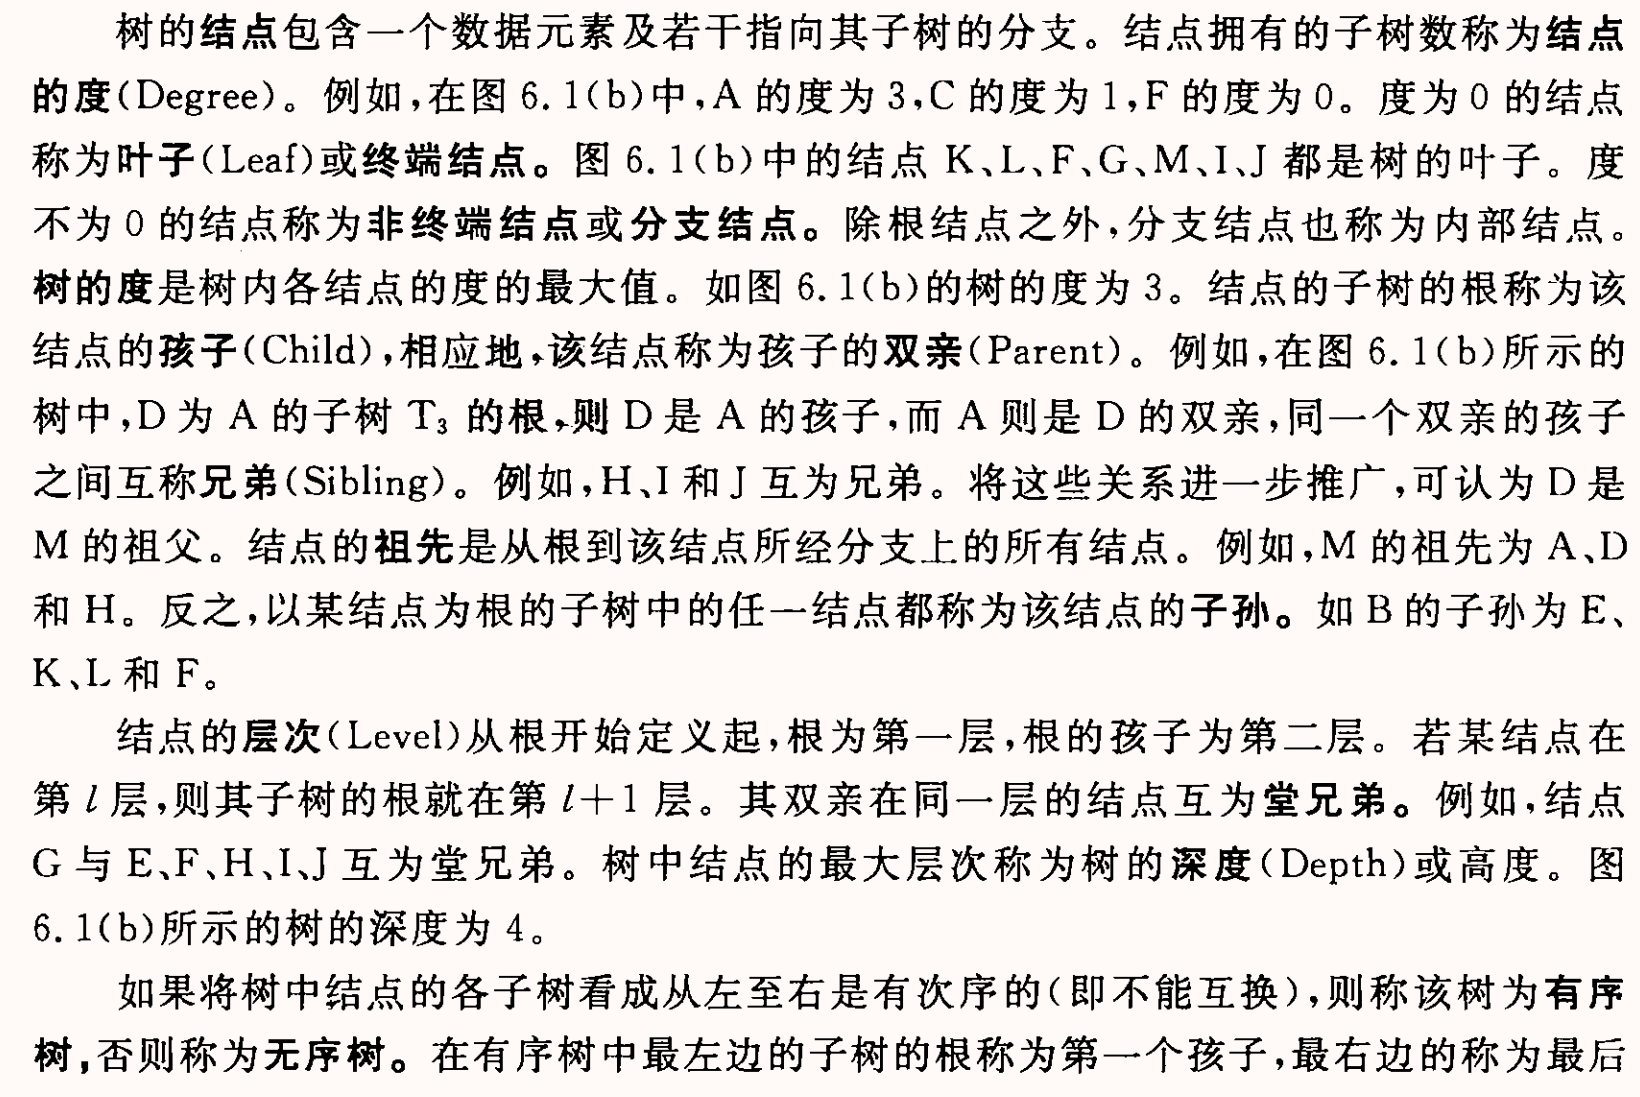 树的结点包含一个数据元素及若干指向其子树的分支。结点拥有的子树数称为结点
的度(Degree)。例如,在图 6.1(b)中,A 的度为 3,C 的度为 1,F 的度为 0。度为 0 的结点
称为叶子(Leaf)或终端结点。图 6.1(b)中的结点 K、L、F、G、M、I、J 都是树的叶子。度
不为 0 的结点称为非终端结点或分支结点。除根结点之外,分支结点也称为内部结点。
树的度是树内各结点的度的最大值。如图 6.1(b)的树的度为 3。结点的子树的根称为该
结点的孩子(Child),相应地,该结点称为孩子的双亲(Parent)。例如,在图 6.1(b)所示的
树中,D 为 A 的子树 T₃ 的根,则 D 是 A 的孩子,而 A 则是 D 的双亲,同一个双亲的孩子
之间互称兄弟(Sibling)。例如,H、I 和 J 互为兄弟。将这些关系进一步推广,可认为 D 是
M 的祖父。结点的祖先是从根到该结点所经分支上的所有结点。例如,M 的祖先为 A、D
和 H。反之,以某结点为根的子树中的任一结点都称为该结点的子孙。如 B 的子孙为 E、
K、L 和 F。
结点的层次(Level)从根开始定义起,根为第一层,根的孩子为第二层。若某结点在
第 l 层,则其子树的根就在第 l+1 层。其双亲在同一层的结点互为堂兄弟。例如,结点
G 与 E、F、H、I、J 互为堂兄弟。树中结点的最大层次称为树的深度(Depth)或高度。图
6.1(b)所示的树的深度为 4。
如果将树中结点的各子树看成从左至右是有次序的(即不能互换),则称该树为有序
树,否则称为无序树。在有序树中最左边的子树的根称为第一个孩子,最右边的称为最后